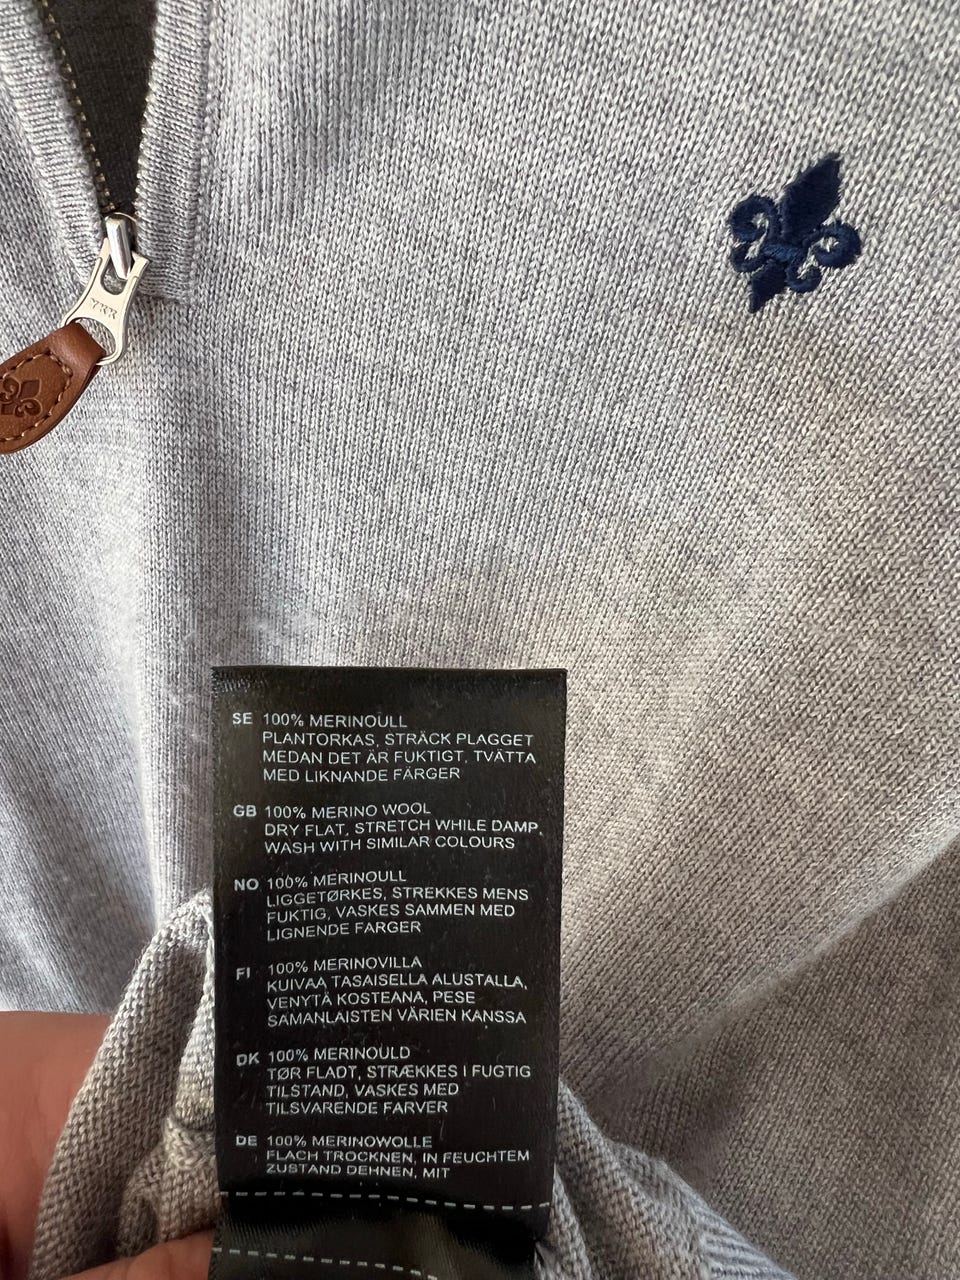 YKK
SE 100% MERINOULL
PLANTORKAS, STRÄCK PLAGGET
MEDAN DET ÄR FUKTIGT, TVÄTTA
MED LIKNANDE FÄRGER
GB 100% MERINO WOOL
DRY FLAT, STRETCH WHILE DAMP,
WASH WITH SIMILAR COLOURS
NO 100% MERINOULL
LIGGETØRKES, STREKKES MENS
FUKTIG, VASKES SAMMEN MED
LIGNENDE FARGER
FI 100% MERINOVILLA
KUIVAA TASAISELLA ALUSTALLA,
VENYTÄ KOSTEANA, PESE
SAMANLAISTEN VÄRIEN KANSSA
DK 100% MERINOULD
TØR FLADT, STRÆKKES I FUGTIG
TILSTAND, VASKES MED
TILSVARENDE FARVER
DE 100% MERINOWOLLE
FLACH TROCKNEN, IN FEUCHTEM
ZUSTAND DEHNEN, MIT